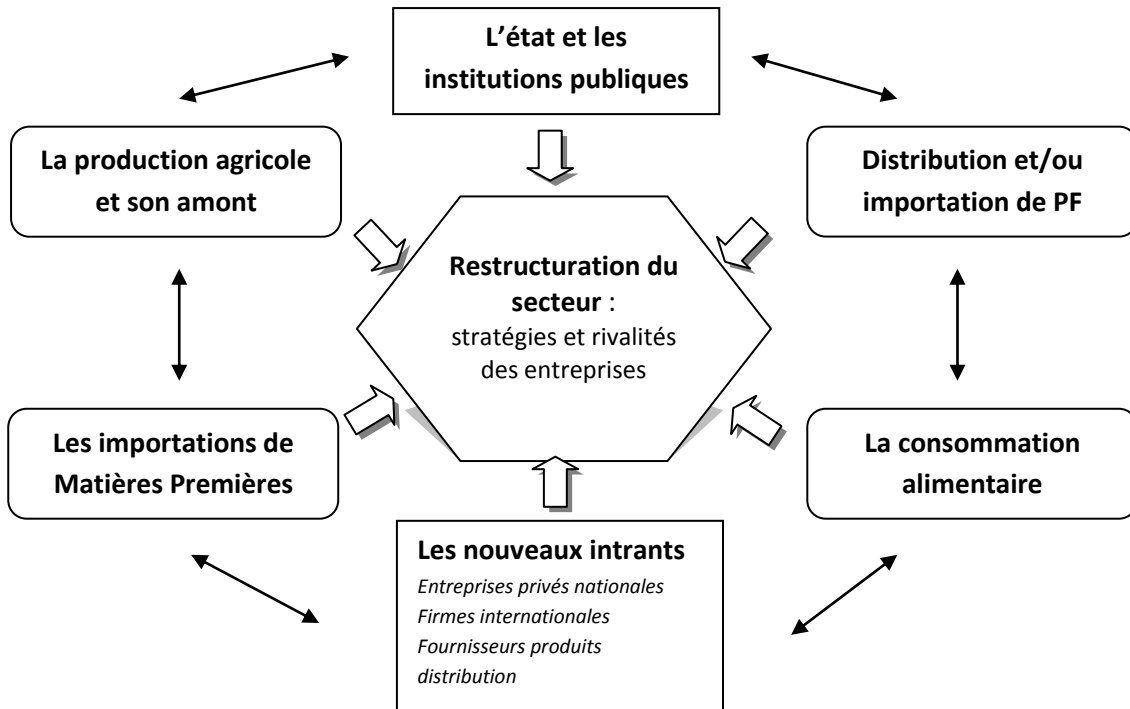 L’état et les
institutions publiques
La production agricole
et son amont
Distribution et/ou
importation de PF
Restructuration du
secteur :
stratégies et rivalités
des entreprises
Les importations de
Matières Premières
La consommation
alimentaire
Les nouveaux intrants
Entreprises privés nationales
Firmes internationales
Fournisseurs produits
distribution